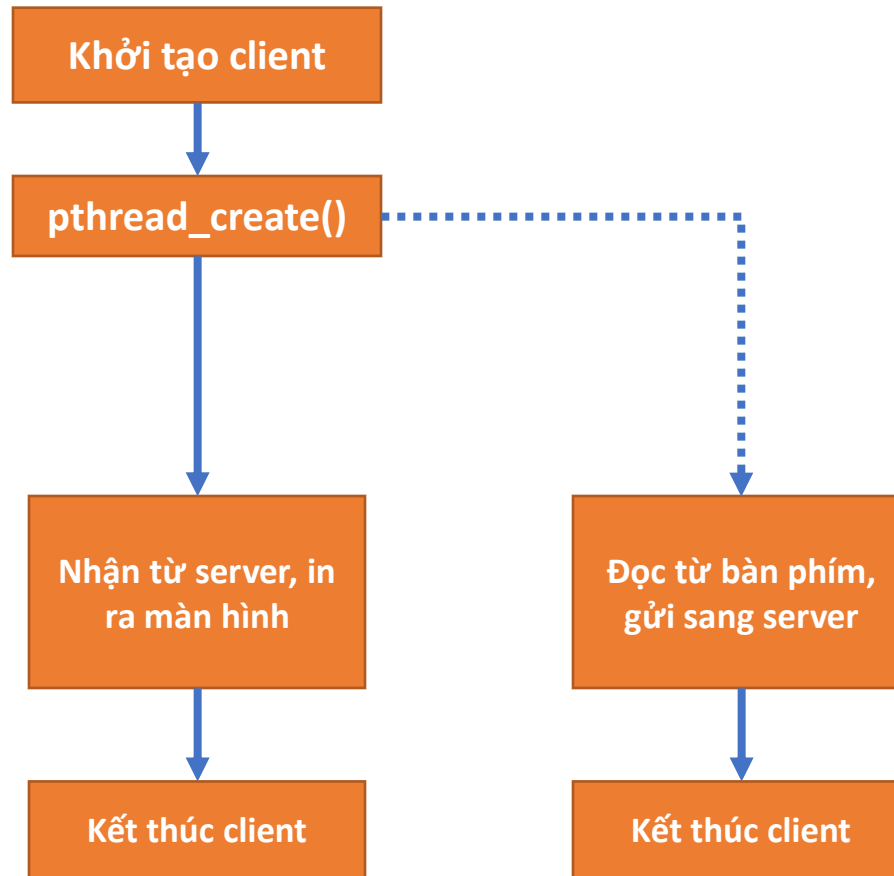 Khởi tạo client
pthread_create()
Nhận từ server, in
ra màn hình
Đọc từ bàn phím,
gửi sang server
Kết thúc client
Kết thúc client